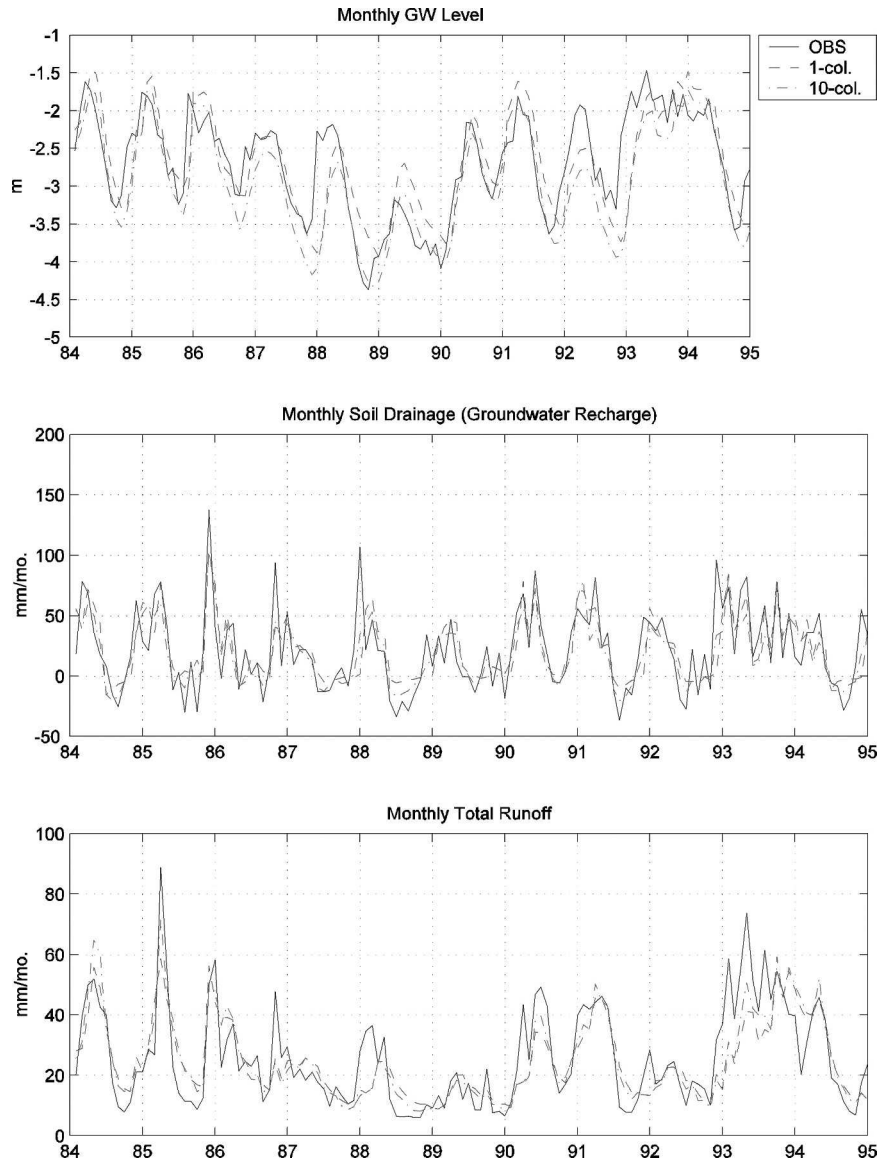 Monthly GW Level
-1
-1.5
-2
-2.5
-3
-3.5
-4
-4.5
-5
m
84 85 86 87 88 89 90 91 92 93 94 95
OBS
1-col.
10-col.
Monthly Soil Drainage (Groundwater Recharge)
200
150
100
50
0
-50
mm/mo.
84 85 86 87 88 89 90 91 92 93 94 95
Monthly Total Runoff
100
80
60
40
20
0
mm/mo.
84 85 86 87 88 89 90 91 92 93 94 95